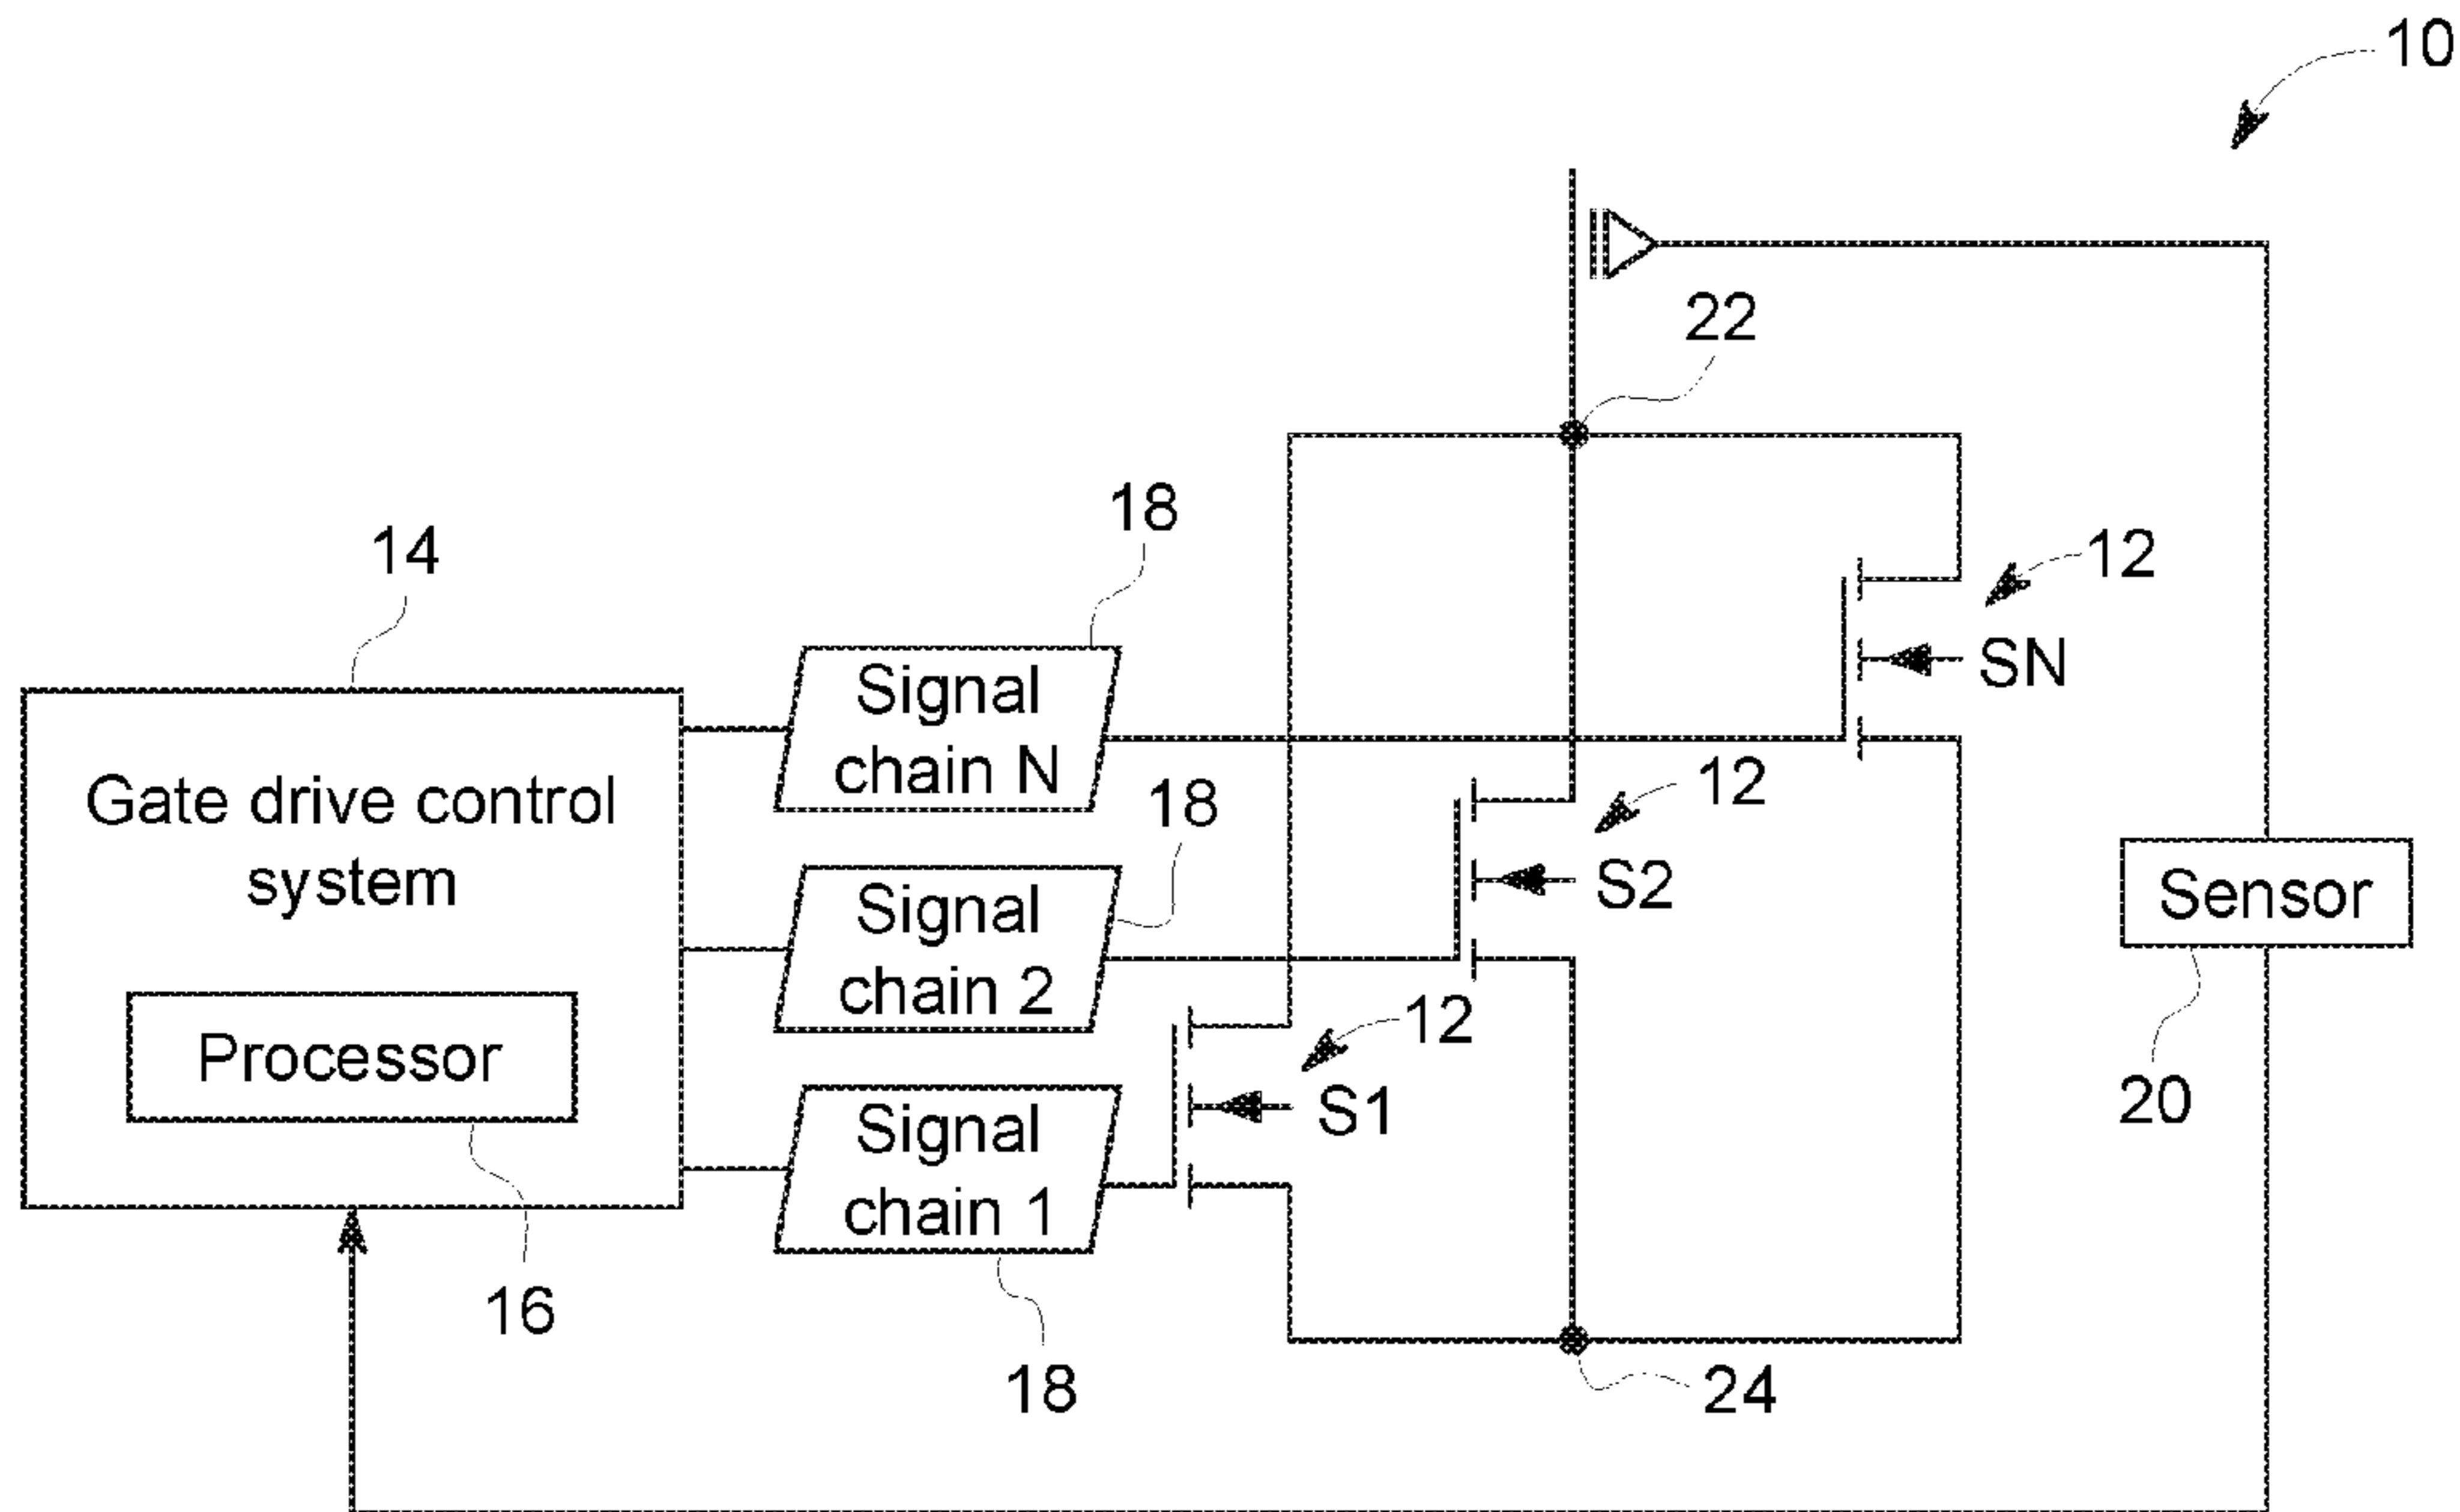 10
22
18
14
12
Signal
chain N
SN
Gate drive control
system
18
12
Signal
chain 2
S2
Sensor
12
Processor
Signal
chain 1
S1
20
16
18
24